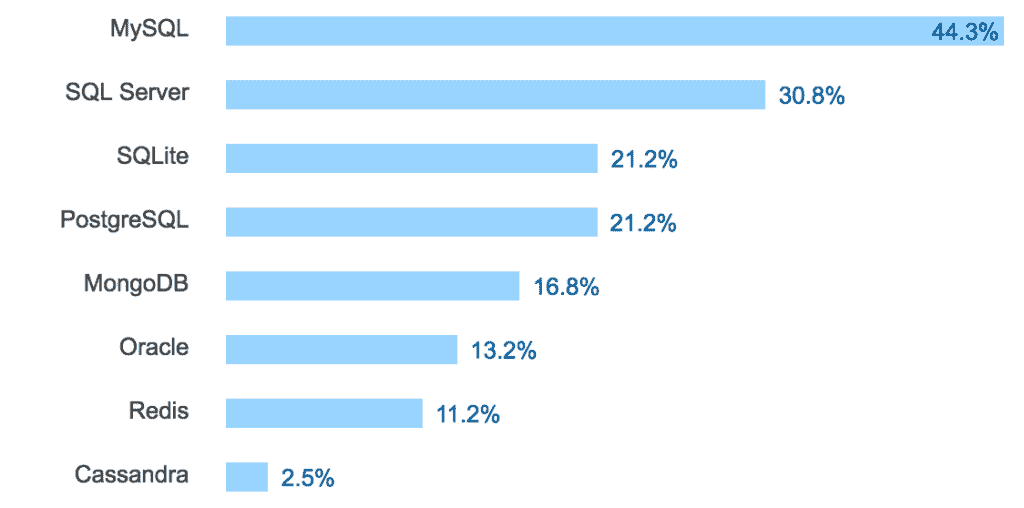 MySQL 44.3%
SQL Server 30.8%
SQLite 21.2%
PostgreSQL 21.2%
MongoDB 16.8%
Oracle 13.2%
Redis 11.2%
Cassandra 2.5%